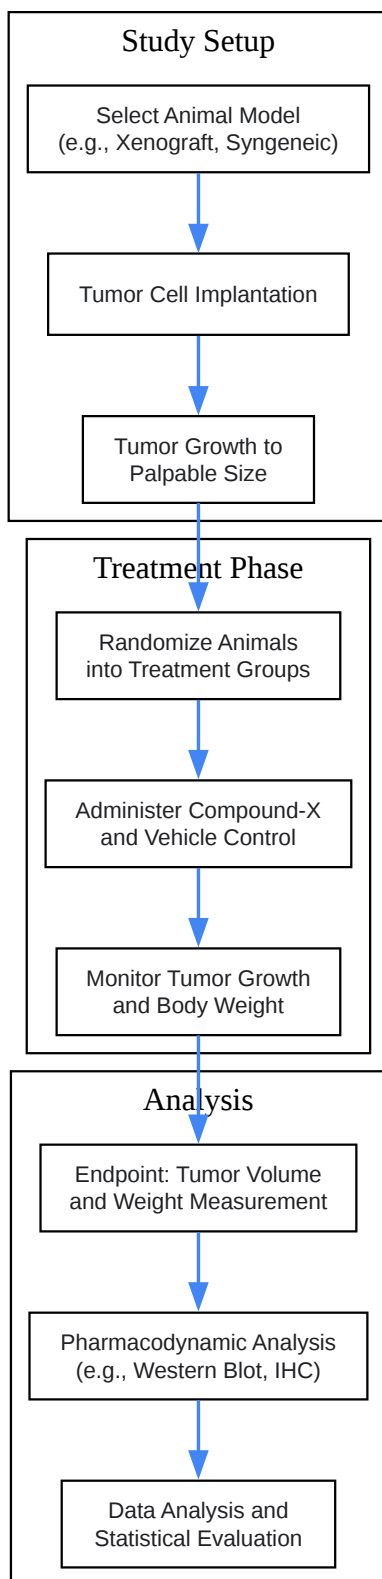 Study Setup
Select Animal Model
(e.g., Xenograft, Syngeneic)
Tumor Cell Implantation
Tumor Growth to
Palpable Size
Treatment Phase
Randomize Animals
into Treatment Groups
Administer Compound-X
and Vehicle Control
Monitor Tumor Growth
and Body Weight
Analysis
Endpoint: Tumor Volume
and Weight Measurement
Pharmacodynamic Analysis
(e.g., Western Blot, IHC)
Data Analysis and
Statistical Evaluation